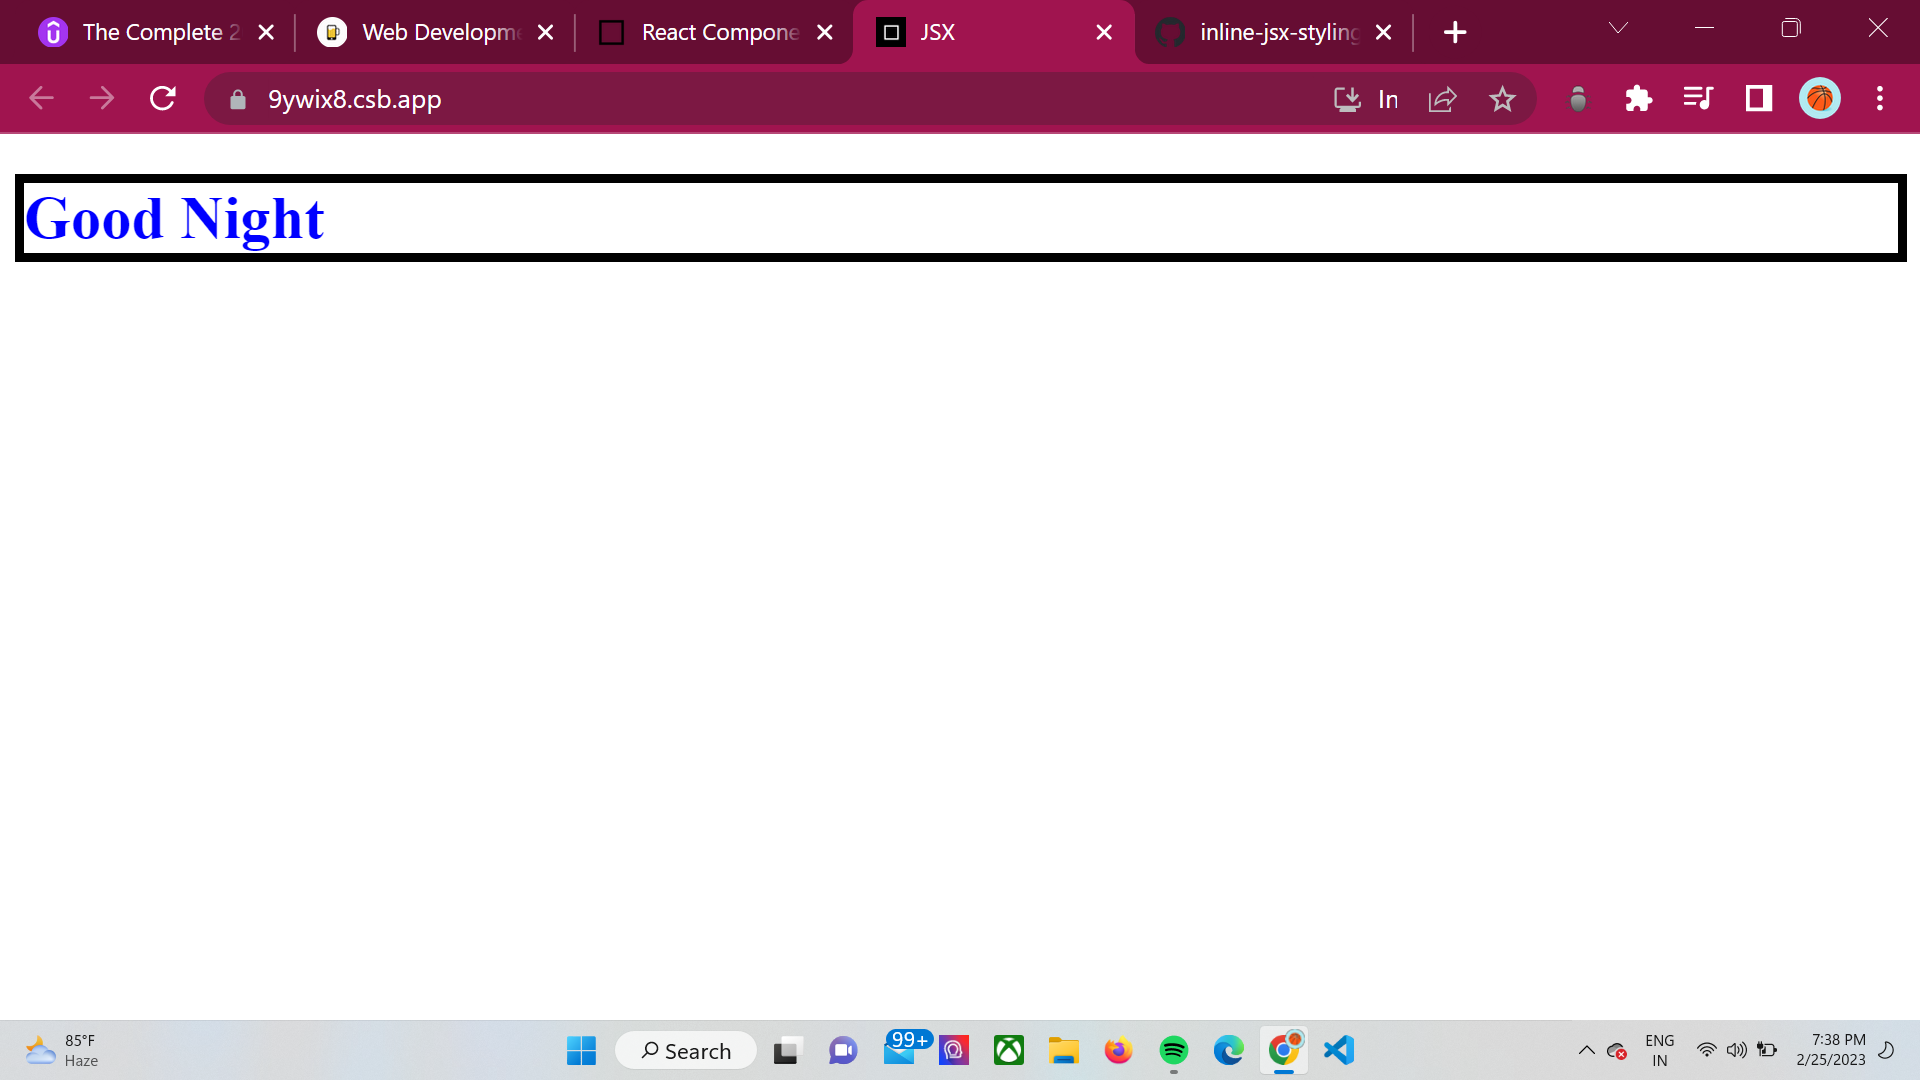 The Complete 2
Web Developme
React Compone
JSX
inline-jsx-styling
9ywix8.csb.app
In
Good Night
85°F
Haze
Search
99+
ENG
IN
7:38 PM
2/25/2023